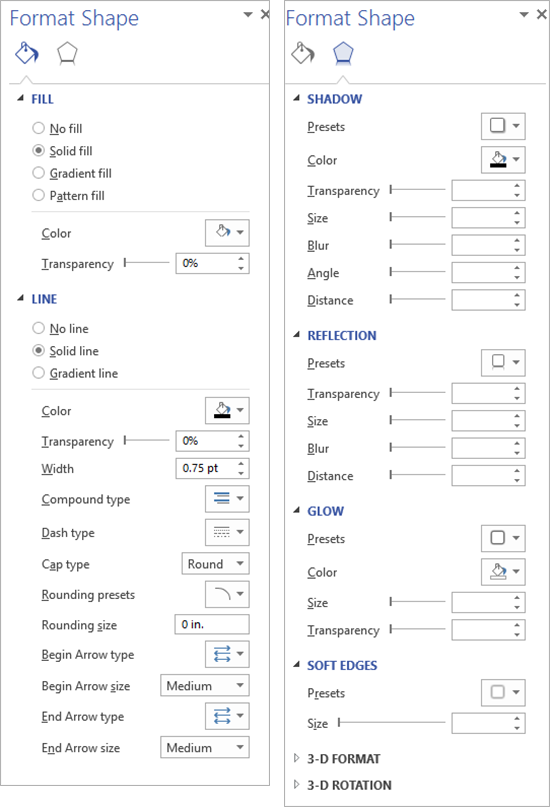 Format Shape
FILL
No fill
Solid fill
Gradient fill
Pattern fill
Color
Transparency 0%
LINE
No line
Solid line
Gradient line
Color
Transparency 0%
Width 0.75 pt
Compound type
Dash type
Cap type Round
Rounding presets
Rounding size 0 in.
Begin Arrow type
Begin Arrow size Medium
End Arrow type
End Arrow size Medium
Format Shape
SHADOW
Presets
Color
Transparency
Size
Blur
Angle
Distance
REFLECTION
Presets
Transparency
Size
Blur
Distance
GLOW
Presets
Color
Size
Transparency
SOFT EDGES
Presets
Size
3-D FORMAT
3-D ROTATION